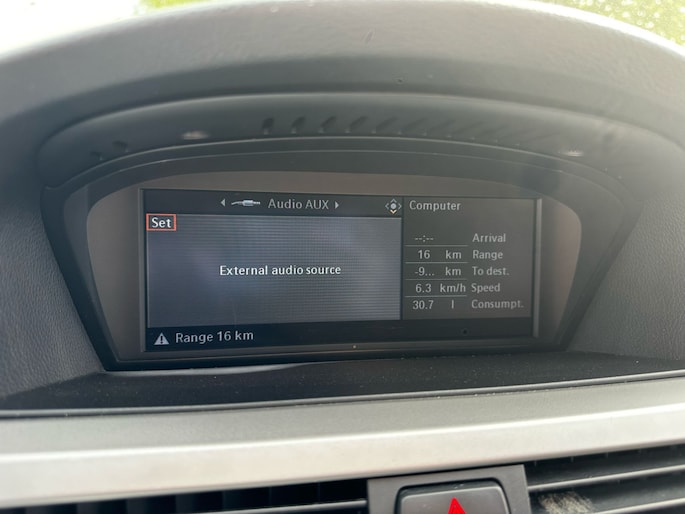 Audio AUX
Set
External audio source
Range 16 km
Computer
--:-- Arrival
16 km Range
-9... km To dest.
6.3 km/h Speed
30.7 l Consumpt.